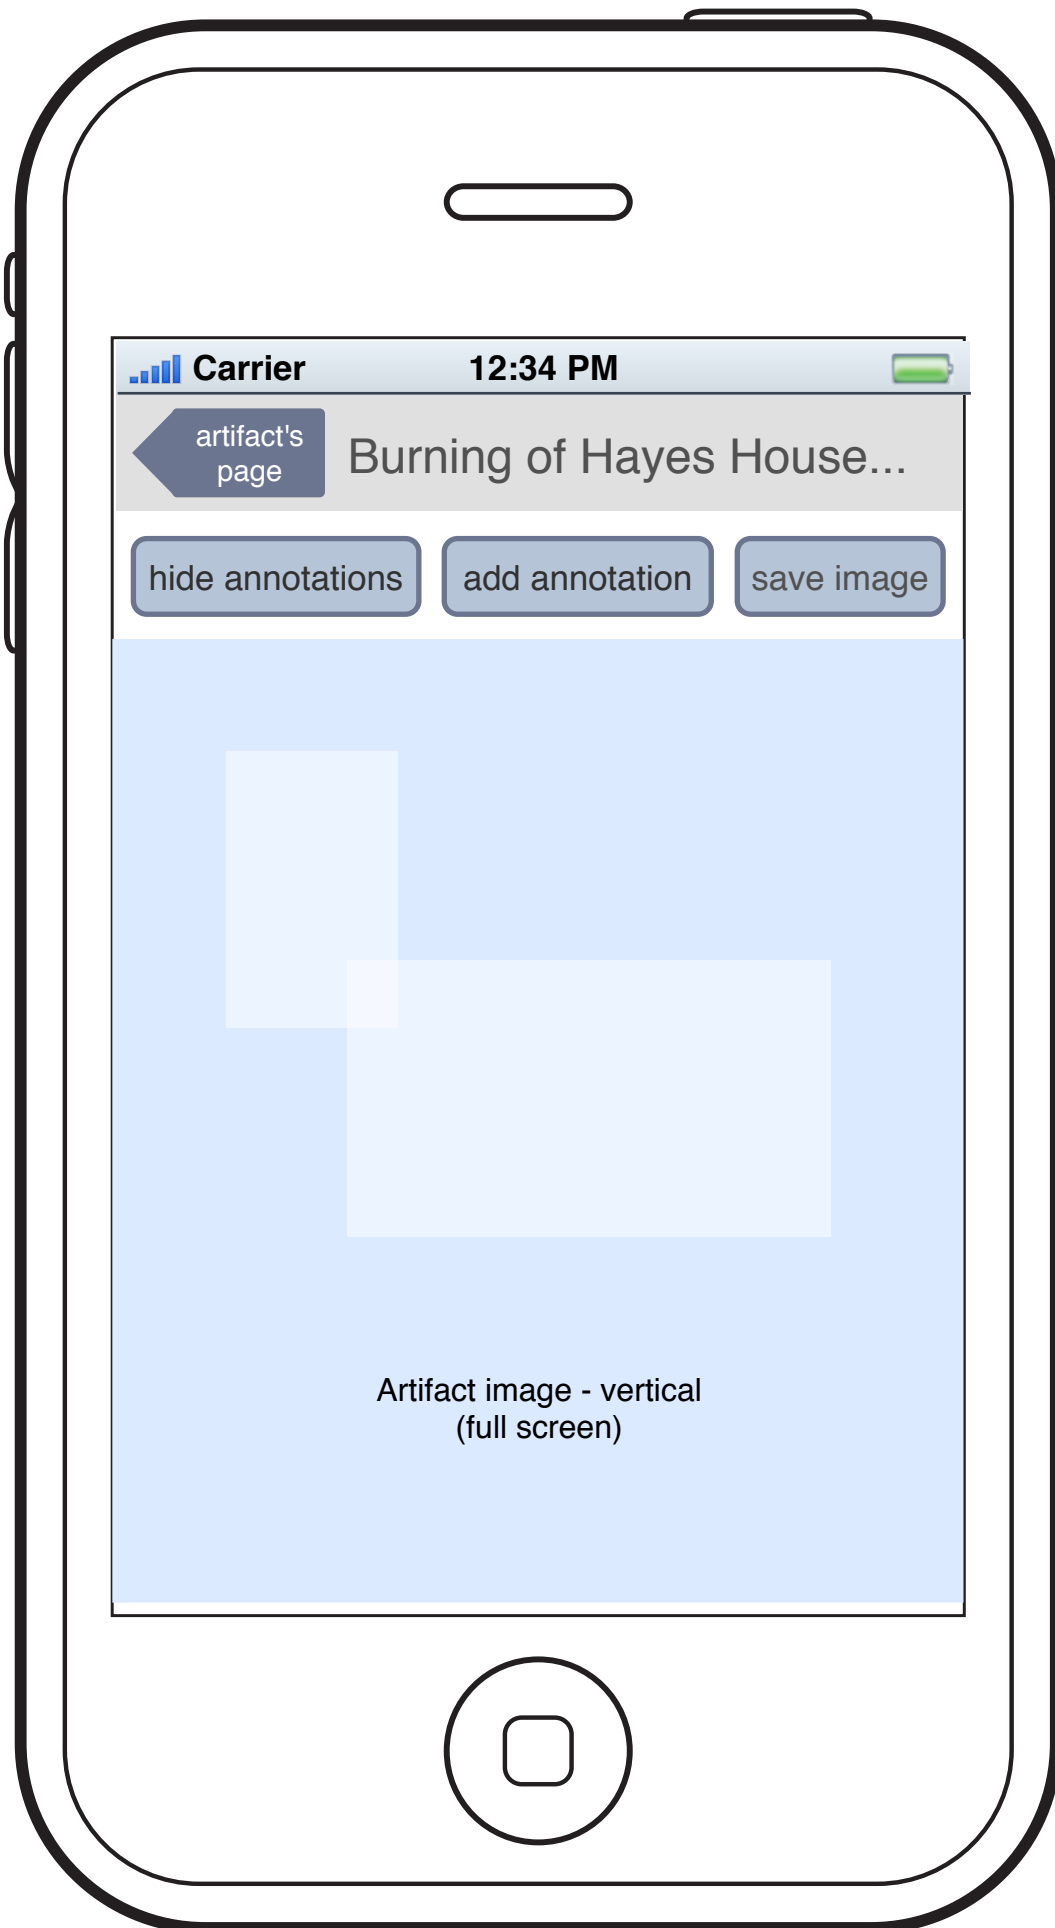 Carrier 12:34 PM
artifact's
page
Burning of Hayes House...
hide annotations add annotation save image
Artifact image - vertical
(full screen)